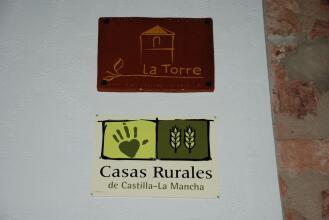 La Torre
Casas Rurales
de Castilla-La Mancha